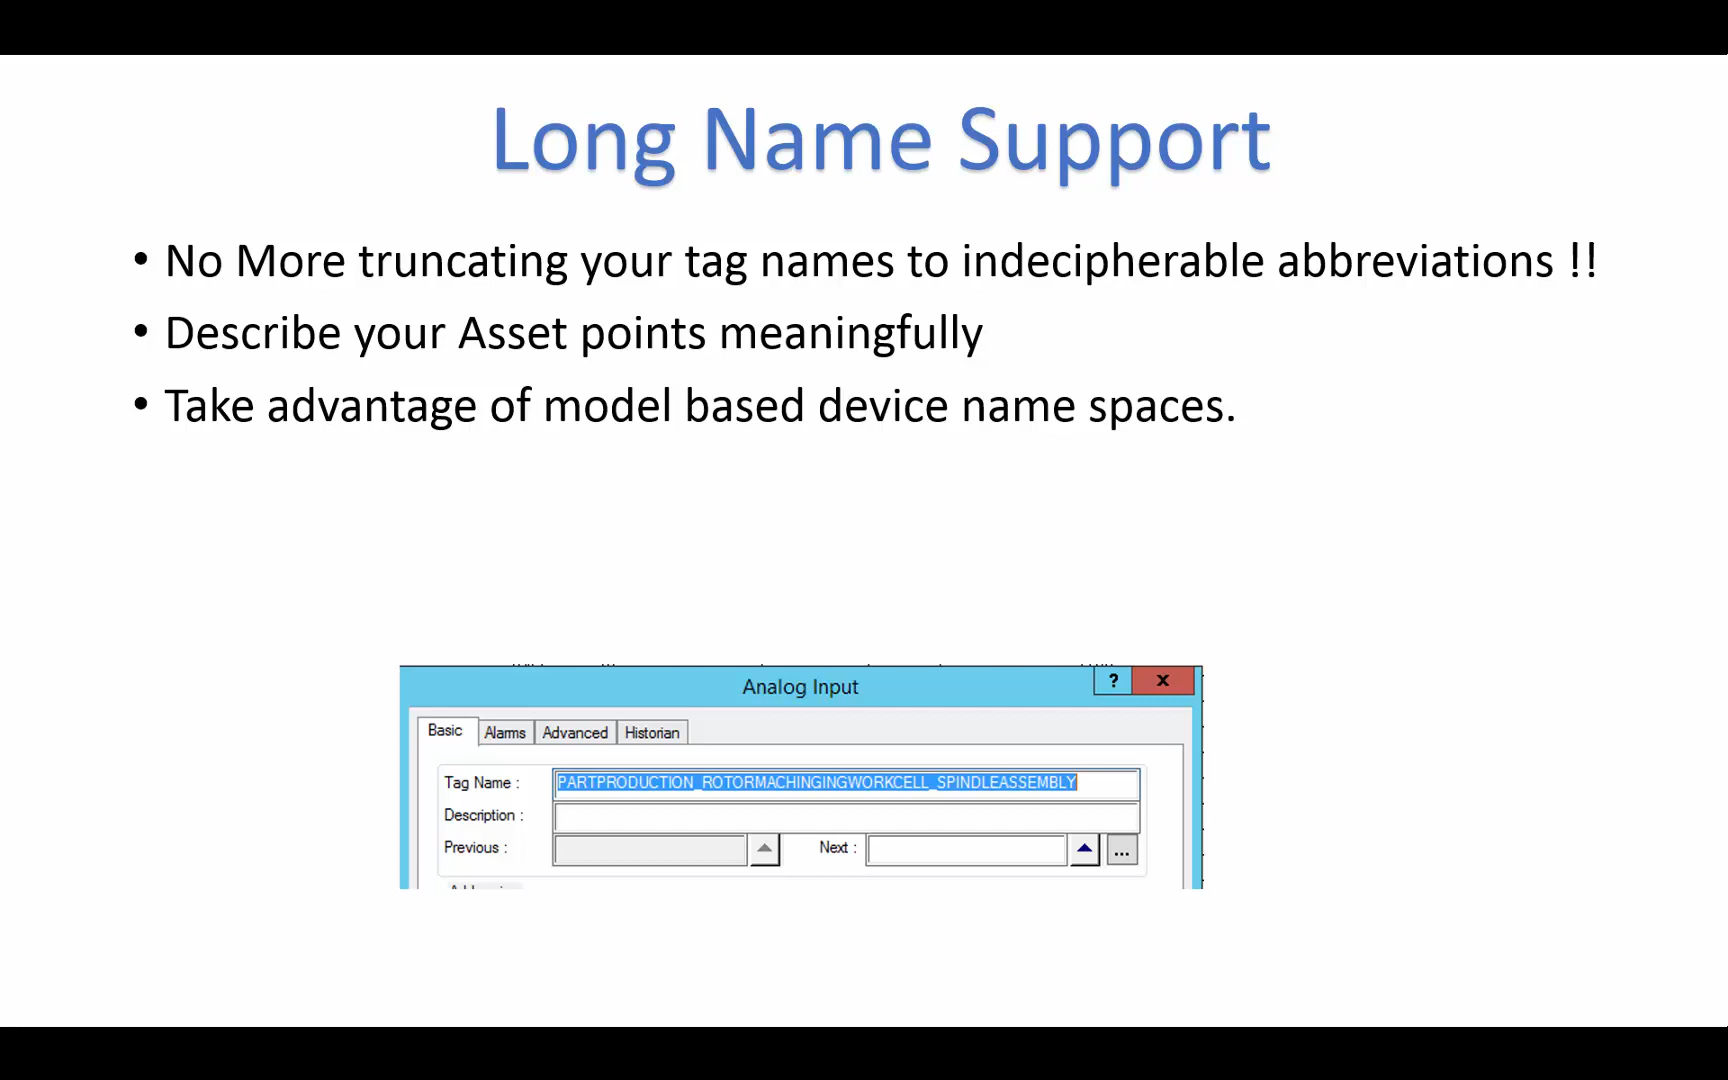 Long Name Support
• No More truncating your tag names to indecipherable abbreviations !!
• Describe your Asset points meaningfully
• Take advantage of model based device name spaces.
Analog Input ? x
Basic Alarms Advanced Historian
Tag Name : PARTPRODUCTION_ROTORMACHINGINGWORKCELL_SPINDLEASSEMBLY
Description :
Previous : Next : ...